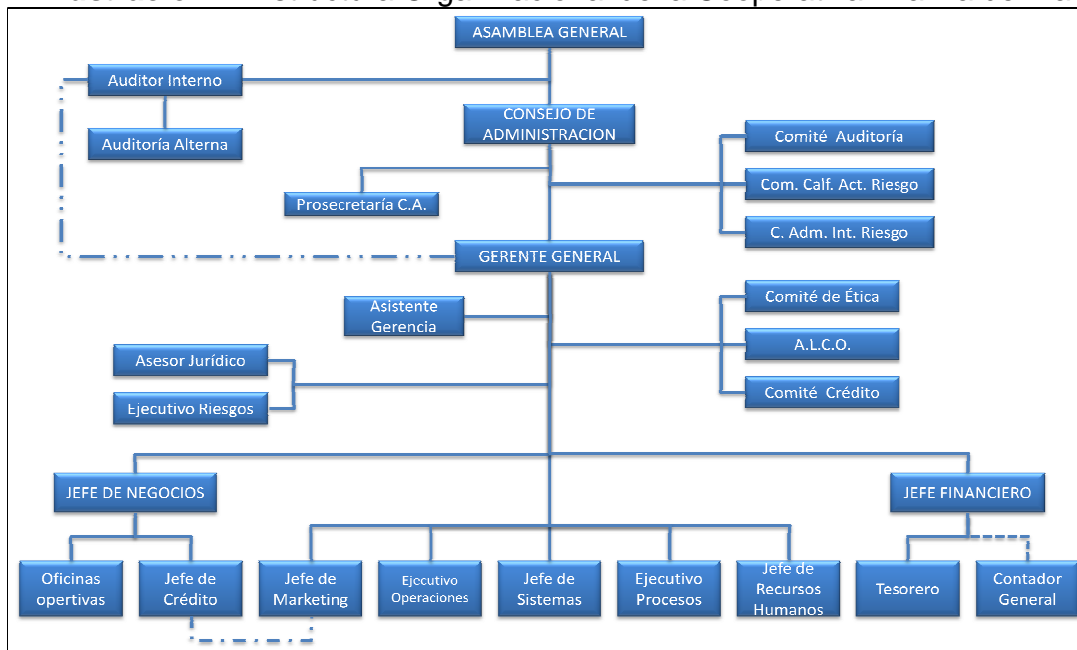 ASAMBLEA GENERAL
Auditor Interno
Auditoría Alterna
CONSEJO DE
ADMINISTRACION
Comité Auditoría
Com. Calf. Act. Riesgo
C. Adm. Int. Riesgo
Prosecretaría C.A.
GERENTE GENERAL
Asistente
Gerencia
Comité de Ética
A.L.C.O.
Comité Crédito
Asesor Jurídico
Ejecutivo Riesgos
JEFE DE NEGOCIOS
JEFE FINANCIERO
Oficinas
opertivas
Jefe de
Crédito
Jefe de
Marketing
Ejecutivo
Operaciones
Jefe de
Sistemas
Ejecutivo
Procesos
Jefe de
Recursos
Humanos
Tesorero
Contador
General